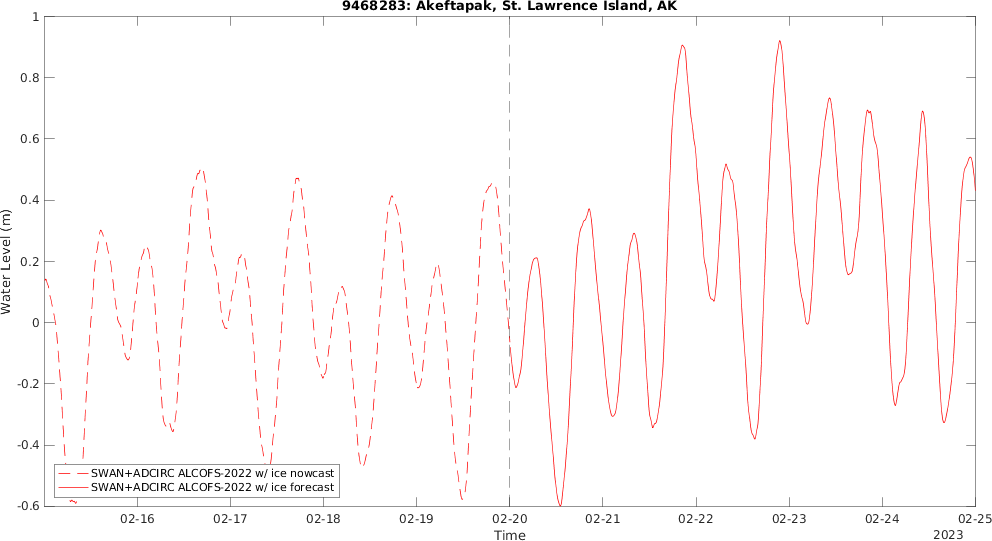 9468283: Akeftapak, St. Lawrence Island, AK
Water Level (m)
1
0.8
0.6
0.4
0.2
0
-0.2
-0.4
-0.6
SWAN+ADCIRC ALCOFS-2022 w/ ice nowcast
SWAN+ADCIRC ALCOFS-2022 w/ ice forecast
02-16 02-17 02-18 02-19 02-20 02-21 02-22 02-23 02-24 02-25
Time
2023